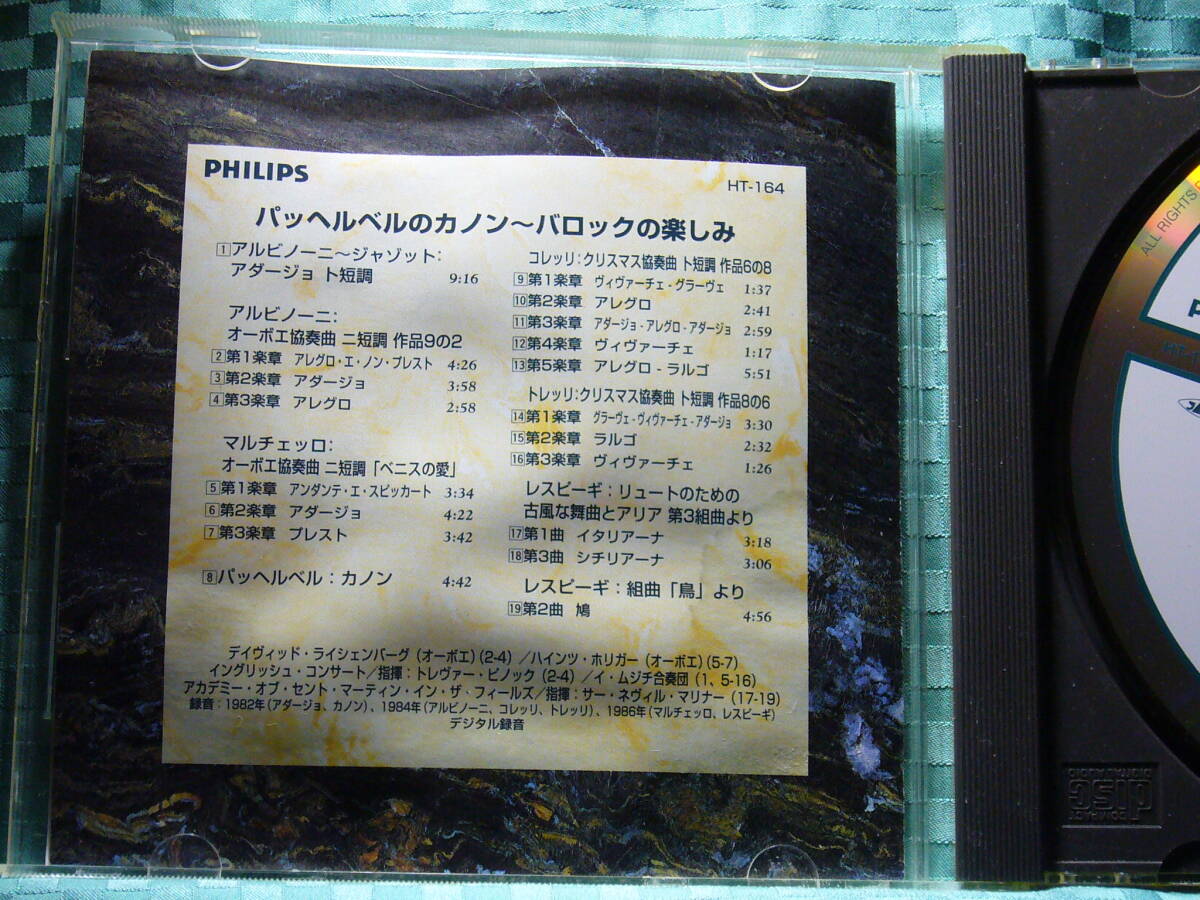 PHILIPS
HT-164
パッヘルベルのカノン〜バロックの楽しみ
1 アルビノーニ〜ジャゾット:
アダージョ ト短調 9:16
アルビノーニ:
オーボエ協奏曲 ニ短調 作品9の2
2 第1楽章 アレグロ・エ・ノン・プレスト 4:26
3 第2楽章 アダージョ 3:58
4 第3楽章 アレグロ 2:58
マルチェッロ:
オーボエ協奏曲 ニ短調「ベニスの愛」
5 第1楽章 アンダンテ・エ・スピッカート 3:34
6 第2楽章 アダージョ 4:22
7 第3楽章 プレスト 3:42
8 パッヘルベル:カノン 4:42
コレッリ:クリスマス協奏曲 ト短調 作品6の8
9 第1楽章 ヴィヴァーチェ-グラーヴェ 1:37
10 第2楽章 アレグロ 2:41
11 第3楽章 アダージョ-アレグロ-アダージョ 2:59
12 第4楽章 ヴィヴァーチェ 1:17
13 第5楽章 アレグロ-ラルゴ 5:51
トレッリ:クリスマス協奏曲 ト短調 作品8の6
14 第1楽章 グラーヴェ-ヴィヴァーチェ-アダージョ 3:30
15 第2楽章 ラルゴ 2:32
16 第3楽章 ヴィヴァーチェ 1:26
レスピーギ:リュートのための
古風な舞曲とアリア 第3組曲より
17 第1曲 イタリアーナ 3:18
18 第3曲 シチリアーナ 3:06
レスピーギ:組曲「鳥」より
19 第2曲 鳩 4:56
デイヴィッド・ライシェンバーグ(オーボエ)(2-4)/ハインツ・ホリガー(オーボエ)(5-7)
イングリッシュ・コンサート/指揮:トレヴァー・ピノック(2-4)/イ・ムジチ合奏団(1、5-16)
アカデミー・オブ・セント・マーティン・イン・ザ・フィールズ/指揮:サー・ネヴィル・マリナー(17-19)
録音:1982年(アダージョ、カノン)、1984年(アルビノーニ、コレッリ、トレッリ)、1986年(マルチェッロ、レスピーギ)
デジタル録音
ALL RIGHTS
COMPACT
disc
DIGITAL AUDIO